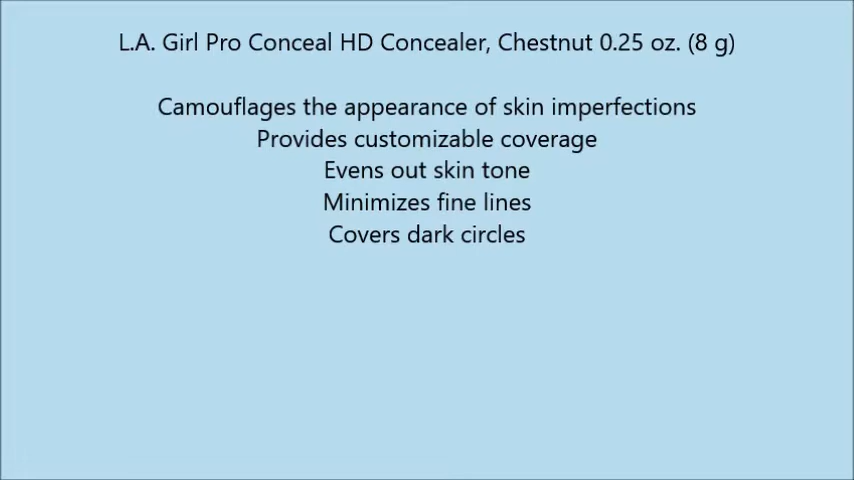 L.A. Girl Pro Conceal HD Concealer, Chestnut 0.25 oz. (8 g)
Camouflages the appearance of skin imperfections
Provides customizable coverage
Evens out skin tone
Minimizes fine lines
Covers dark circles